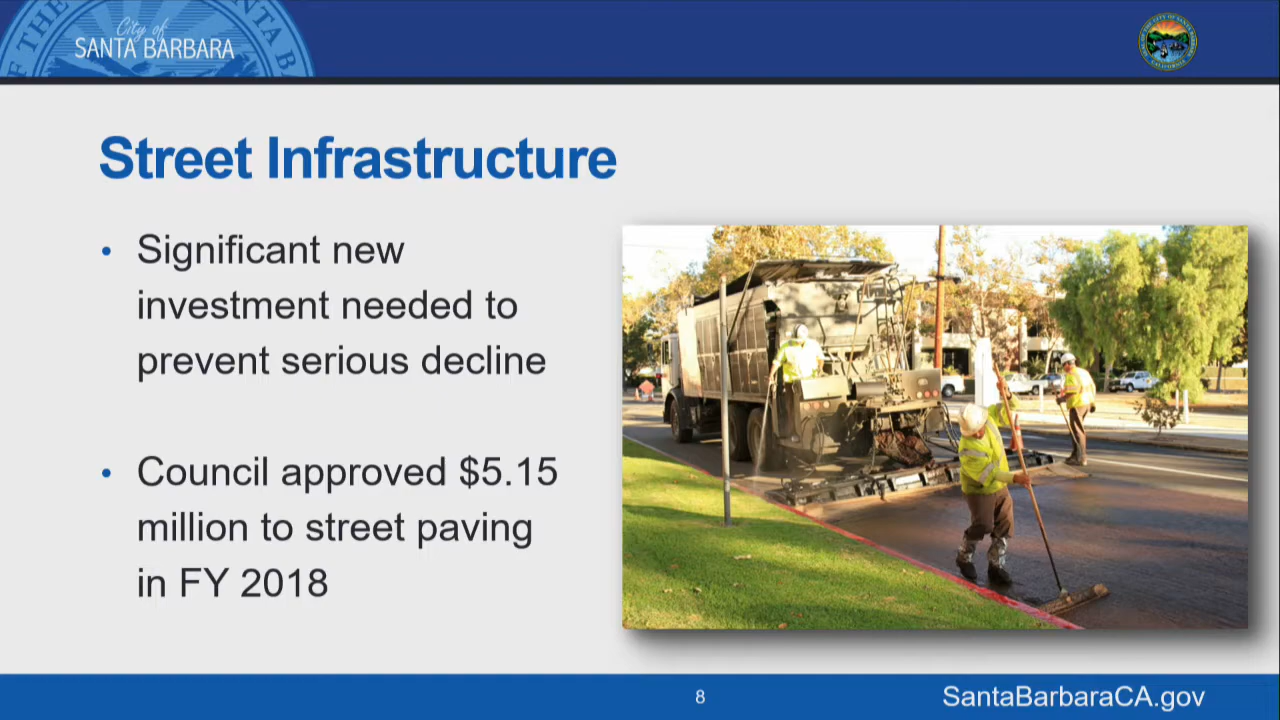 City of
SANTA BARBARA
Street Infrastructure
• Significant new
investment needed to
prevent serious decline
• Council approved $5.15
million to street paving
in FY 2018
8
SantaBarbaraCA.gov